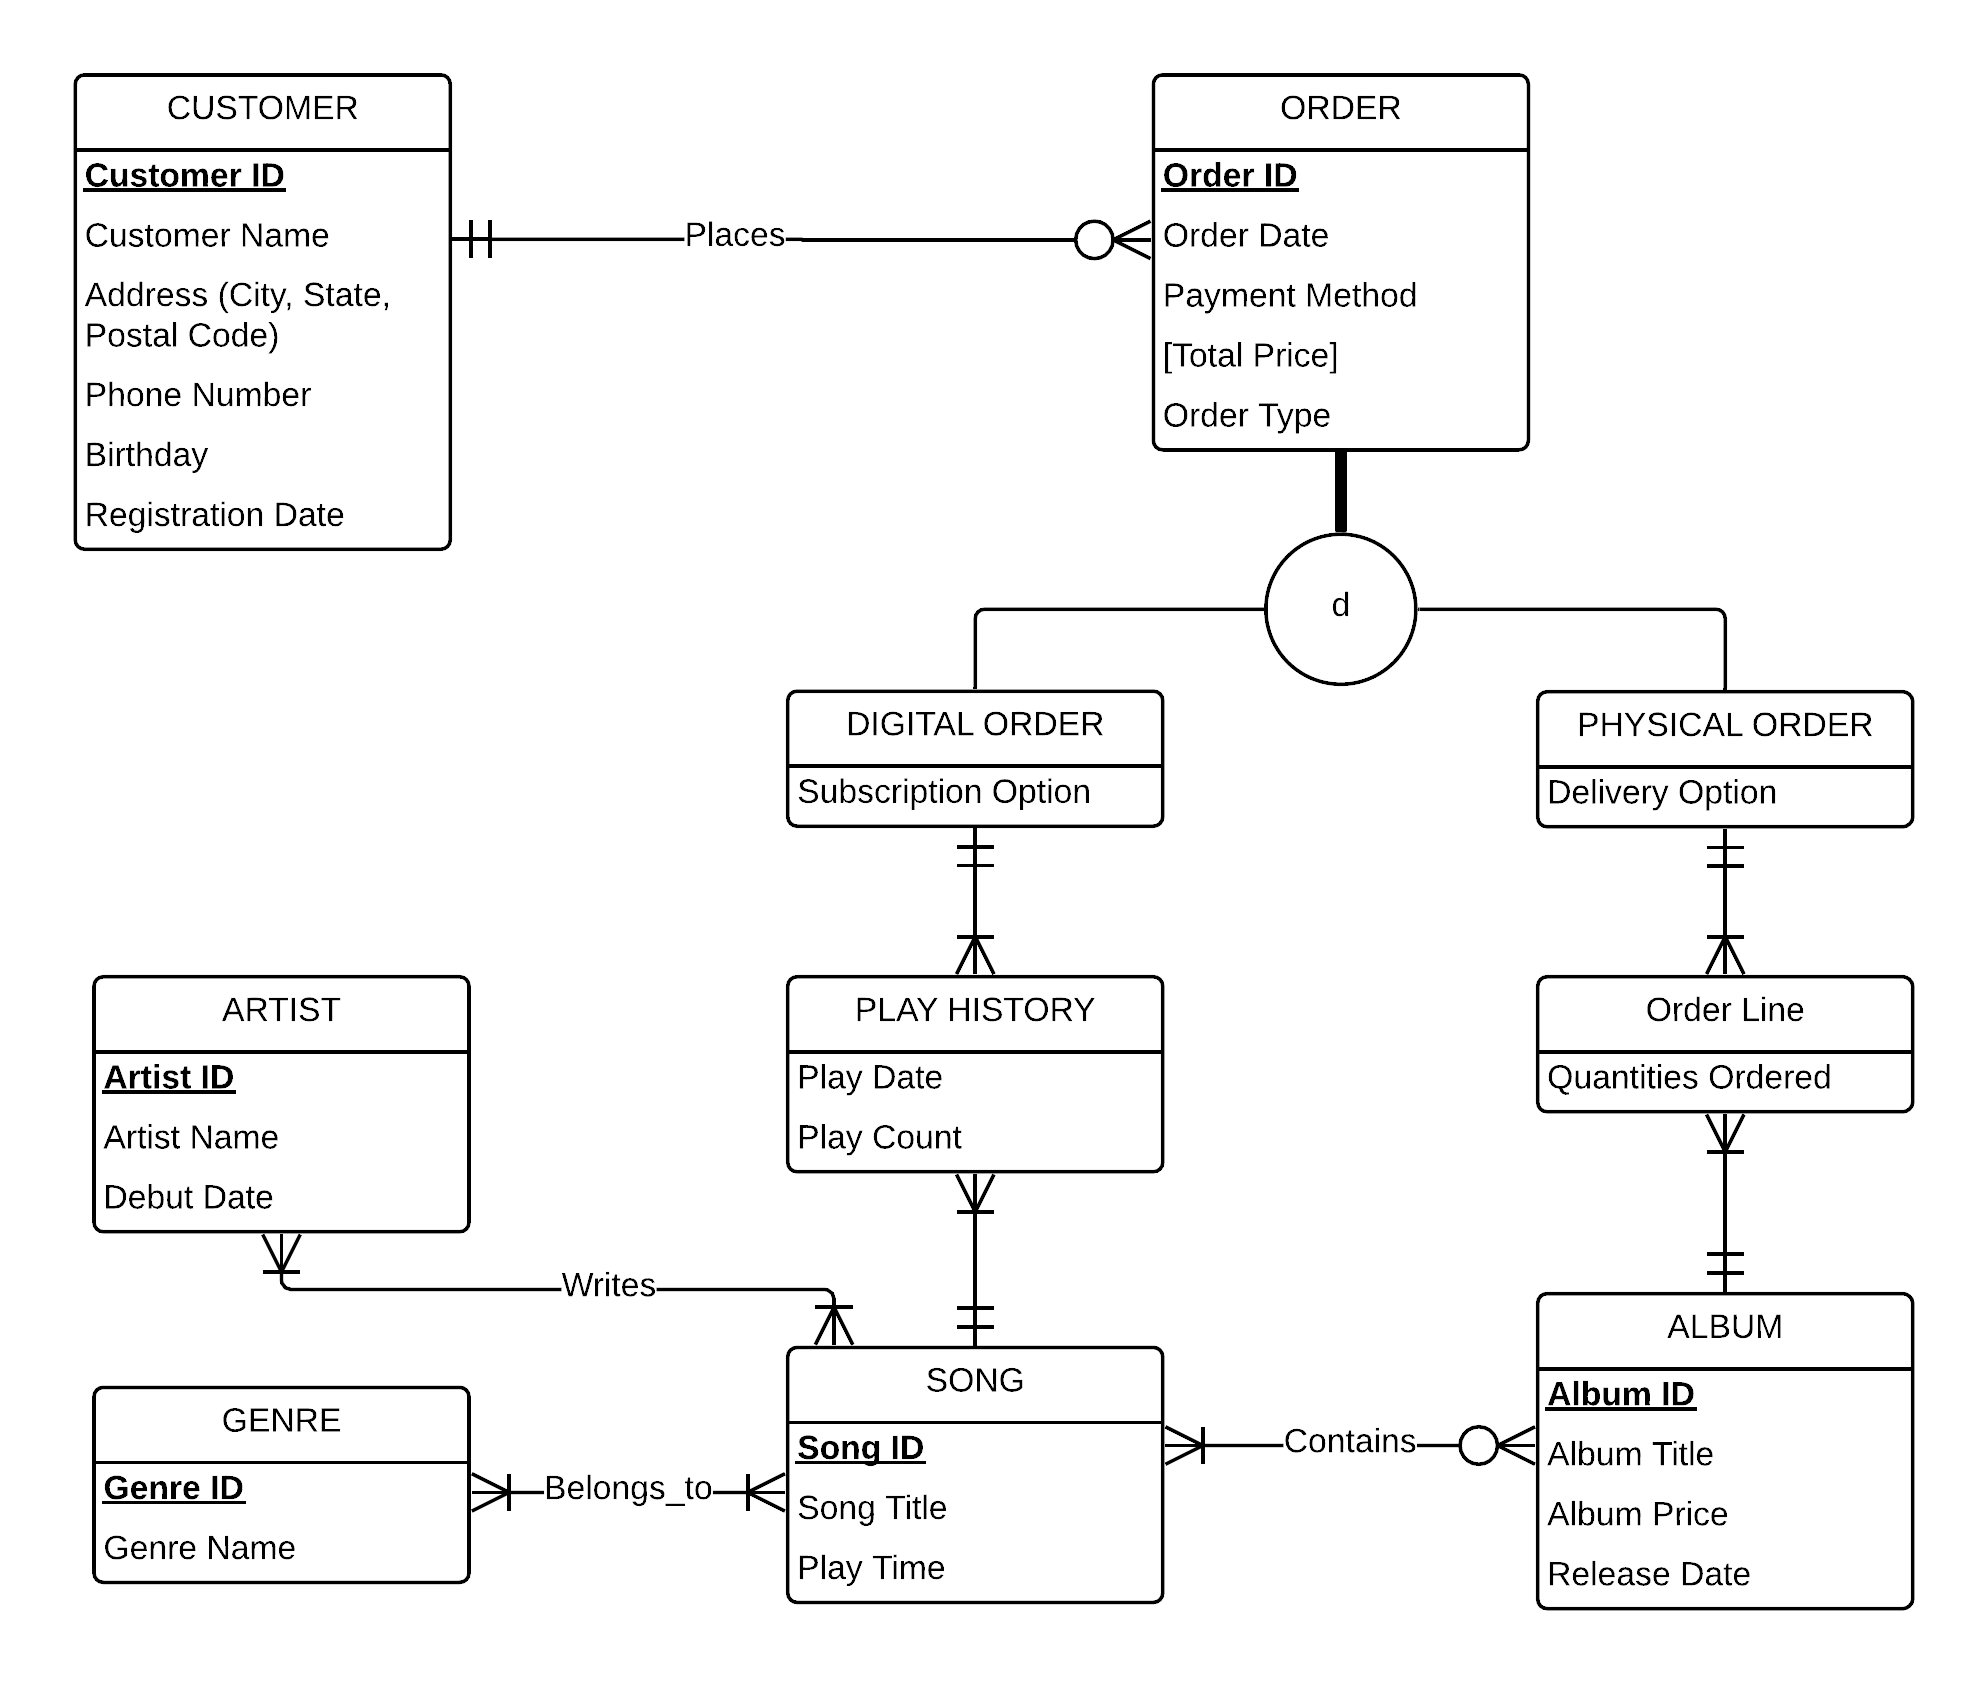 CUSTOMER
Customer ID
Customer Name
Address (City, State,
Postal Code)
Phone Number
Birthday
Registration Date
Places
ORDER
Order ID
Order Date
Payment Method
[Total Price]
Order Type
d
DIGITAL ORDER
Subscription Option
PHYSICAL ORDER
Delivery Option
ARTIST
Artist ID
Artist Name
Debut Date
PLAY HISTORY
Play Date
Play Count
Order Line
Quantities Ordered
Writes
GENRE
Genre ID
Genre Name
Belongs_to
SONG
Song ID
Song Title
Play Time
Contains
ALBUM
Album ID
Album Title
Album Price
Release Date